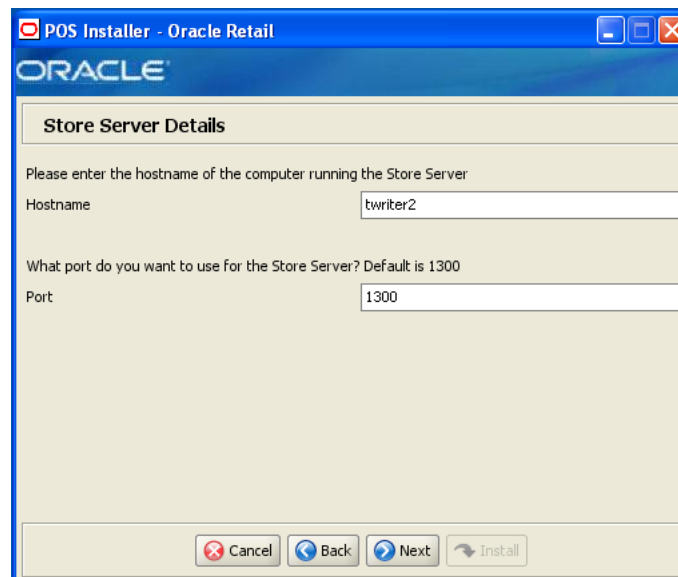 POS Installer - Oracle Retail
ORACLE
Store Server Details
Please enter the hostname of the computer running the Store Server
Hostname twriter2
What port do you want to use for the Store Server? Default is 1300
Port 1300
Cancel Back Next Install